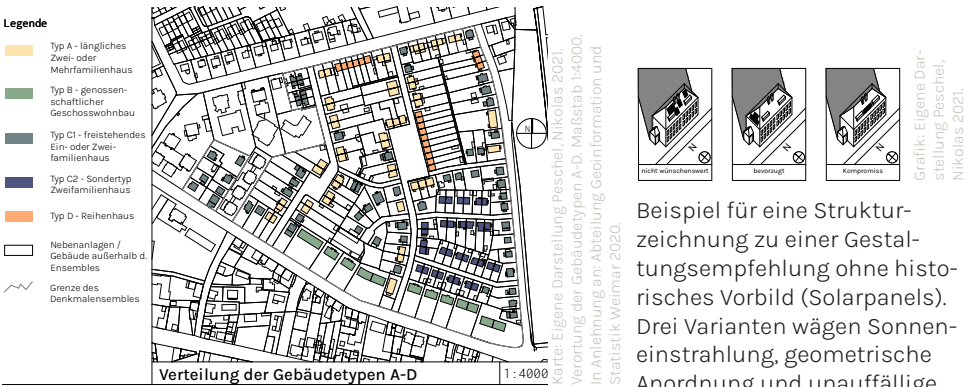 Legende
Typ A - längliches
Zwei- oder
Mehrfamilienhaus
Typ B - genossen-
schaftlicher
Geschosswohnbau
Typ C1 - freistehendes
Ein- oder Zwei-
familienhaus
Typ C2 - Sondertyp
Zweifamilienhaus
Typ D - Reihenhaus
Nebenanlagen /
Gebäude außerhalb d.
Ensembles
Grenze des
Denkmalensembles
N
Verteilung der Gebäudetypen A-D
1:4000
Karte: Eigene Darstellung Peschel, Nikolas 2021.
Verortung der Gebäudetypen A-D, Maßstab 1:4000.
In Anlehnung an: Abteilung Geoinformation und
Statistik Weimar 2020.
N
nicht wünschenswert
N
bevorzugt
N
Kompromiss
Grafik: Eigene Dar-
stellung Peschel,
Nikolas 2021.
Beispiel für eine Struktur-
zeichnung zu einer Gestal-
tungsempfehlung ohne histo-
risches Vorbild (Solarpanels).
Drei Varianten wägen Sonnen-
einstrahlung, geometrische
Anordnung und unauffällige